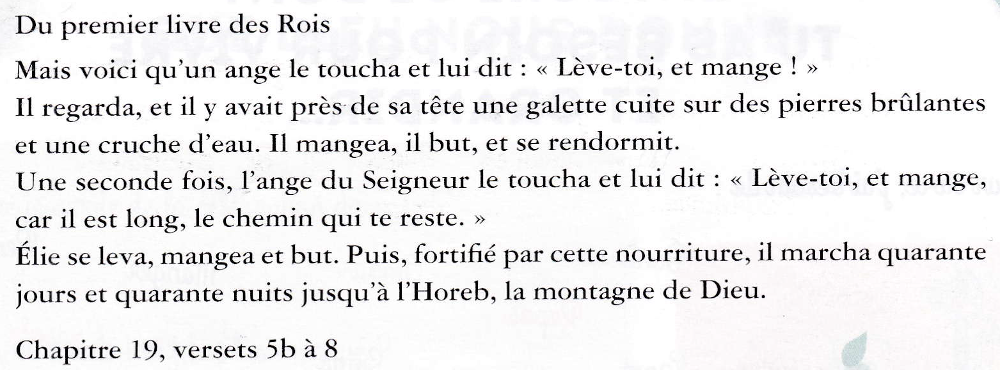 Du premier livre des Rois
Mais voici qu'un ange le toucha et lui dit : « Lève-toi, et mange ! »
Il regarda, et il y avait près de sa tête une galette cuite sur des pierres brûlantes
et une cruche d'eau. Il mangea, il but, et se rendormit.
Une seconde fois, l'ange du Seigneur le toucha et lui dit : « Lève-toi, et mange,
car il est long, le chemin qui te reste. »
Élie se leva, mangea et but. Puis, fortifié par cette nourriture, il marcha quarante
jours et quarante nuits jusqu'à l'Horeb, la montagne de Dieu.
Chapitre 19, versets 5b à 8